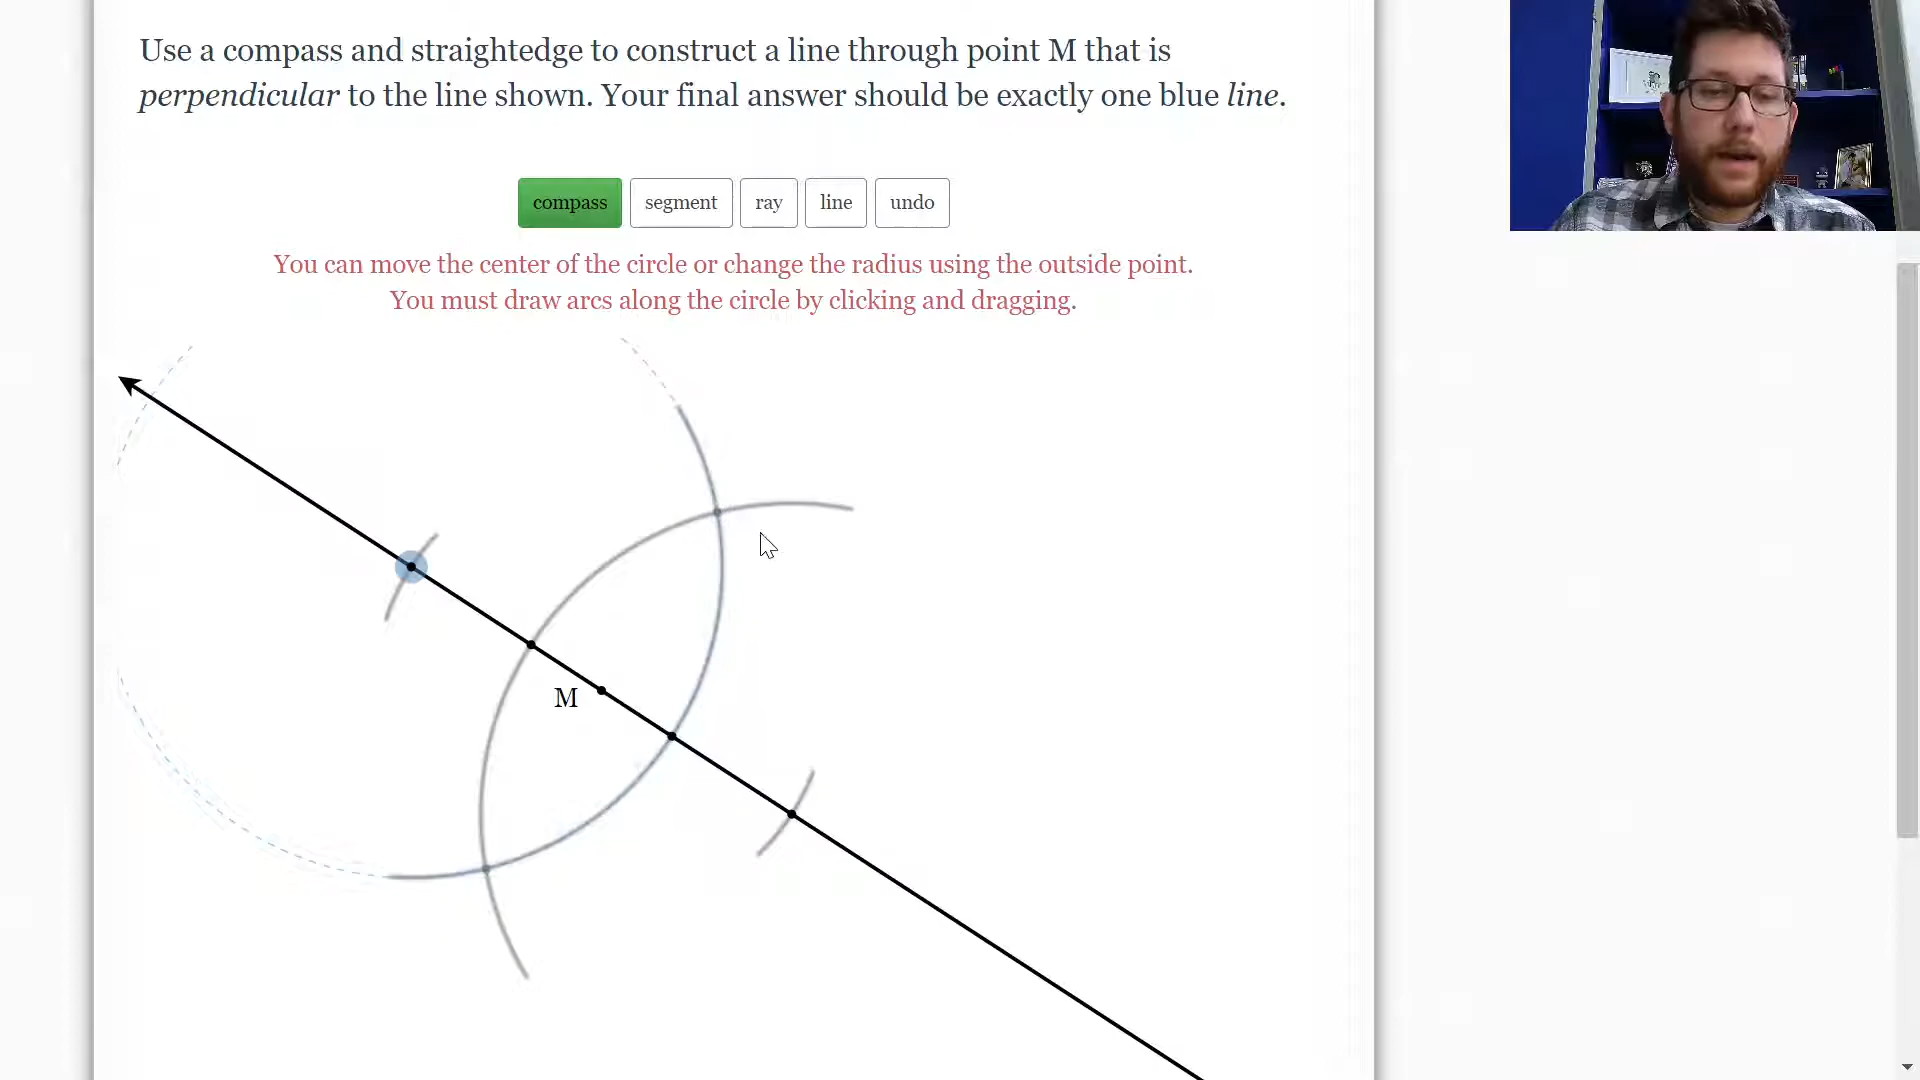 Use a compass and straightedge to construct a line through point M that is
perpendicular to the line shown. Your final answer should be exactly one blue line.
compass segment ray line undo
You can move the center of the circle or change the radius using the outside point.
You must draw arcs along the circle by clicking and dragging.
M